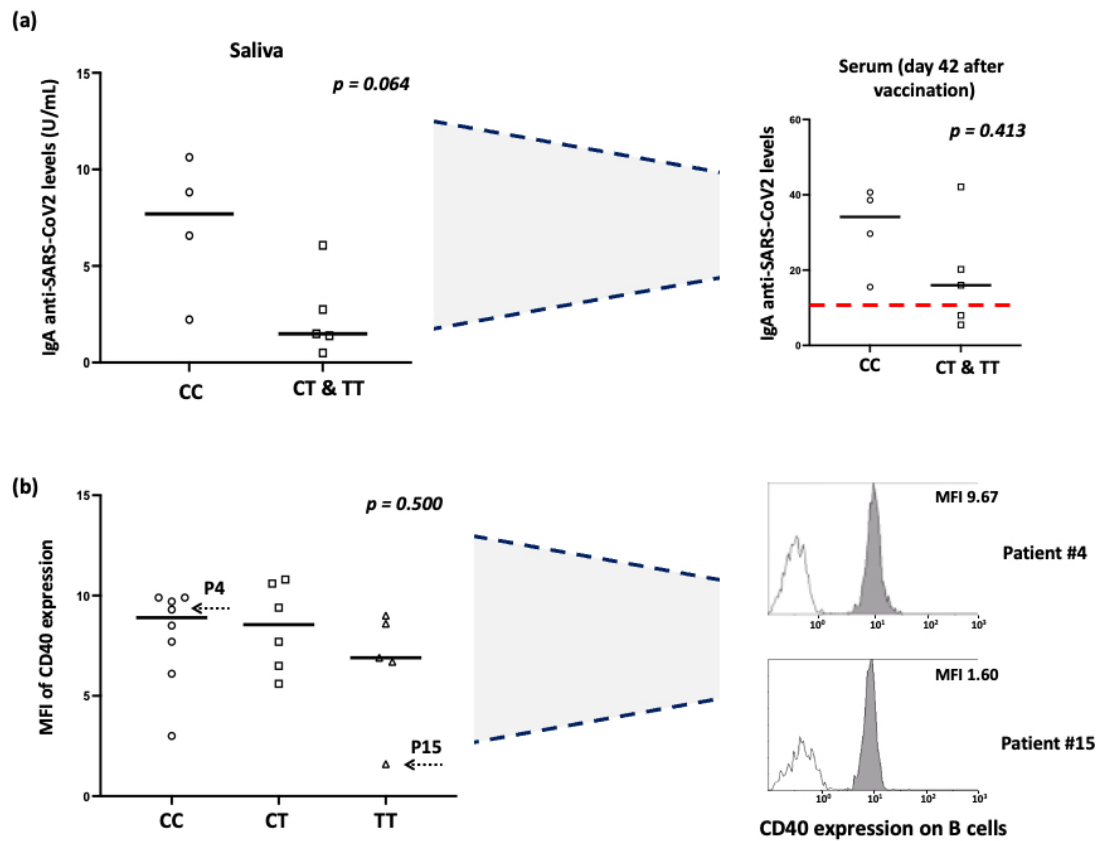 (a)
Saliva
p = 0.064
IgA anti-SARS-CoV2 levels (U/mL)
15
10
5
0
CC
CT & TT
Serum (day 42 after
vaccination)
p = 0.413
IgA anti-SARS-CoV2 levels
60
40
20
0
CC
CT & TT
(b)
p = 0.500
MFI of CD40 expression
15
10
5
0
P4
P15
CC
CT
TT
MFI 9.67
Patient #4
10⁰
10¹
10²
10³
MFI 1.60
Patient #15
10⁰
10¹
10²
10³
CD40 expression on B cells